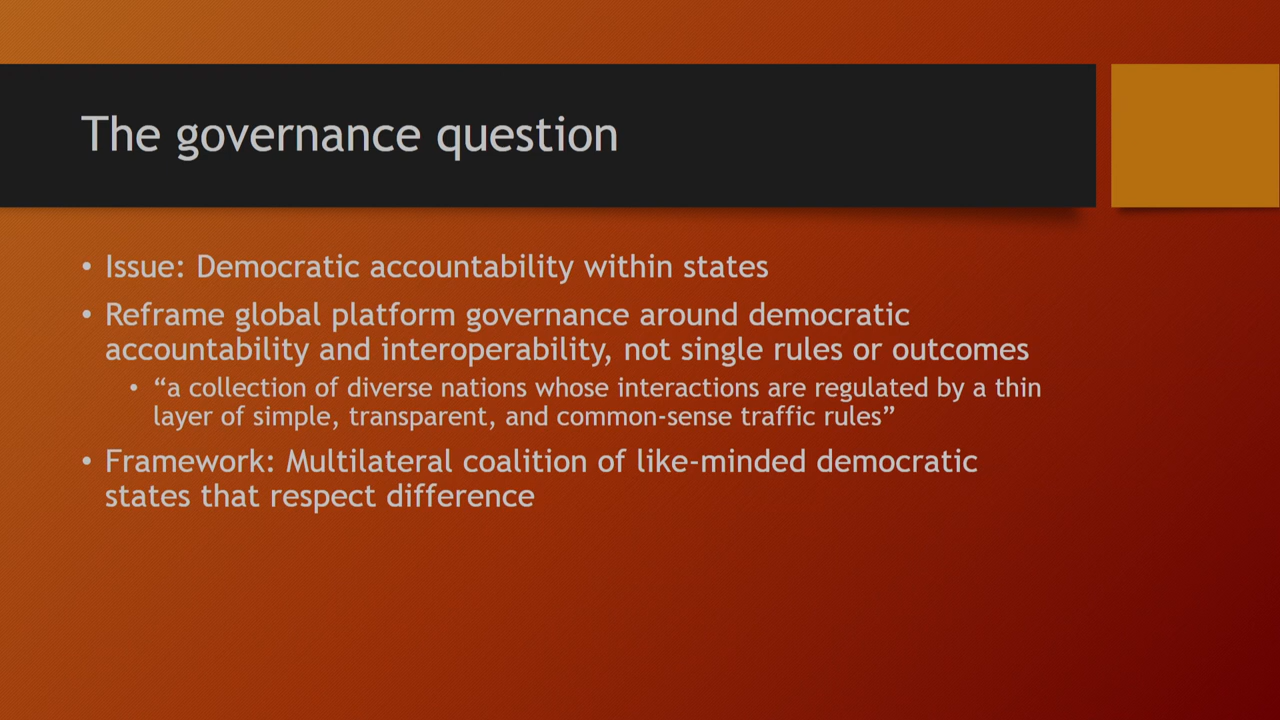 The governance question
• Issue: Democratic accountability within states
• Reframe global platform governance around democratic
accountability and interoperability, not single rules or outcomes
• “a collection of diverse nations whose interactions are regulated by a thin
layer of simple, transparent, and common-sense traffic rules”
• Framework: Multilateral coalition of like-minded democratic
states that respect difference